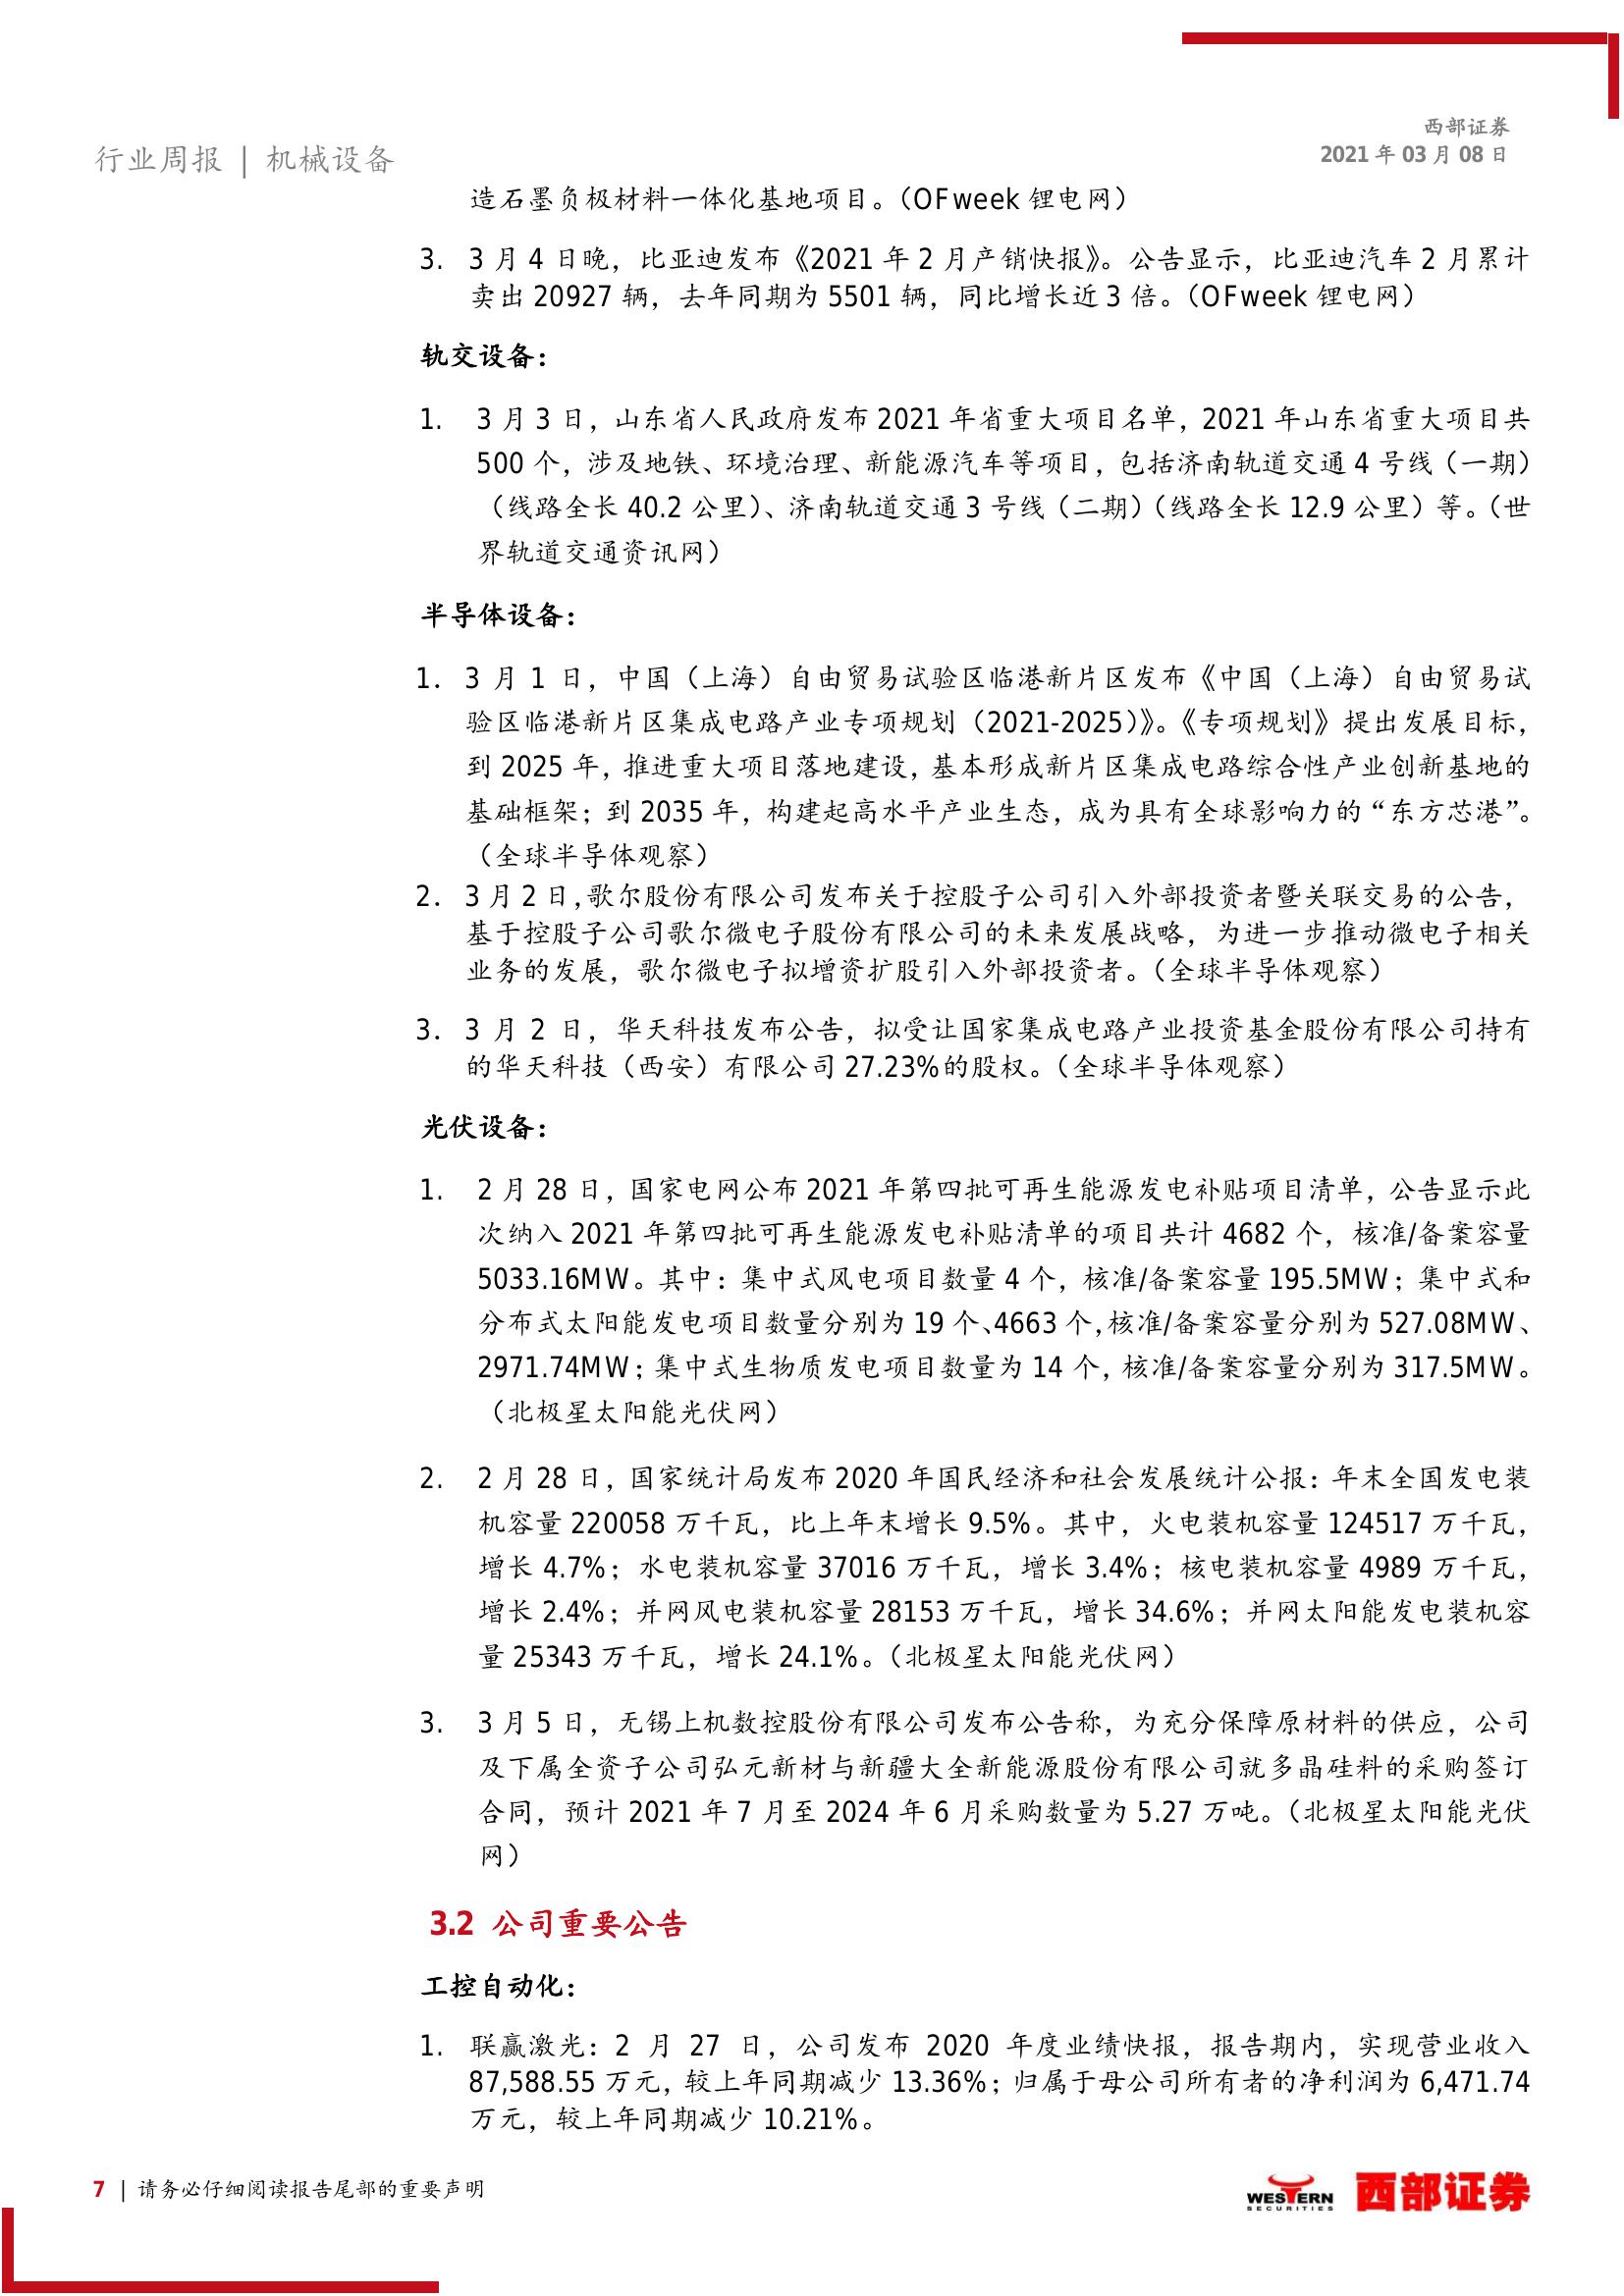 西部证券
行业周报 | 机械设备
2021 年 03 月 08 日
造石墨负极材料一体化基地项目。（OFweek 锂电网）
3. 3 月 4 日晚，比亚迪发布《2021 年 2 月产销快报》。公告显示，比亚迪汽车 2 月累计
卖出 20927 辆，去年同期为 5501 辆，同比增长近 3 倍。（OFweek 锂电网）
轨交设备：
1. 3 月 3 日，山东省人民政府发布 2021 年省重大项目名单，2021 年山东省重大项目共
500 个，涉及地铁、环境治理、新能源汽车等项目，包括济南轨道交通 4 号线（一期）
（线路全长 40.2 公里）、济南轨道交通 3 号线（二期）（线路全长 12.9 公里）等。（世
界轨道交通资讯网）
半导体设备：
1. 3 月 1 日，中国（上海）自由贸易试验区临港新片区发布《中国（上海）自由贸易试
验区临港新片区集成电路产业专项规划（2021-2025）》。《专项规划》提出发展目标，
到 2025 年，推进重大项目落地建设，基本形成新片区集成电路综合性产业创新基地的
基础框架；到 2035 年，构建起高水平产业生态，成为具有全球影响力的“东方芯港”。
（全球半导体观察）
2. 3 月 2 日，歌尔股份有限公司发布关于控股子公司引入外部投资者暨关联交易的公告，
基于控股子公司歌尔微电子股份有限公司的未来发展战略，为进一步推动微电子相关
业务的发展，歌尔微电子拟增资扩股引入外部投资者。（全球半导体观察）
3. 3 月 2 日，华天科技发布公告，拟受让国家集成电路产业投资基金股份有限公司持有
的华天科技（西安）有限公司 27.23%的股权。（全球半导体观察）
光伏设备：
1. 2 月 28 日，国家电网公布 2021 年第四批可再生能源发电补贴项目清单，公告显示此
次纳入 2021 年第四批可再生能源发电补贴清单的项目共计 4682 个，核准/备案容量
5033.16MW。其中：集中式风电项目数量 4 个，核准/备案容量 195.5MW；集中式和
分布式太阳能发电项目数量分别为 19 个、4663 个，核准/备案容量分别为 527.08MW、
2971.74MW；集中式生物质发电项目数量为 14 个，核准/备案容量分别为 317.5MW。
（北极星太阳能光伏网）
2. 2 月 28 日，国家统计局发布 2020 年国民经济和社会发展统计公报：年末全国发电装
机容量 220058 万千瓦，比上年末增长 9.5%。其中，火电装机容量 124517 万千瓦，
增长 4.7%；水电装机容量 37016 万千瓦，增长 3.4%；核电装机容量 4989 万千瓦，
增长 2.4%；并网风电装机容量 28153 万千瓦，增长 34.6%；并网太阳能发电装机容
量 25343 万千瓦，增长 24.1%。（北极星太阳能光伏网）
3. 3 月 5 日，无锡上机数控股份有限公司发布公告称，为充分保障原材料的供应，公司
及下属全资子公司弘元新材与新疆大全新能源股份有限公司就多晶硅料的采购签订
合同，预计 2021 年 7 月至 2024 年 6 月采购数量为 5.27 万吨。（北极星太阳能光伏
网）
3.2 公司重要公告
工控自动化：
1. 联赢激光：2 月 27 日，公司发布 2020 年度业绩快报，报告期内，实现营业收入
87,588.55 万元，较上年同期减少 13.36%；归属于母公司所有者的净利润为 6,471.74
万元，较上年同期减少 10.21%。
7 | 请务必仔细阅读报告尾部的重要声明
WESTERN
SECURITIES
西部证券